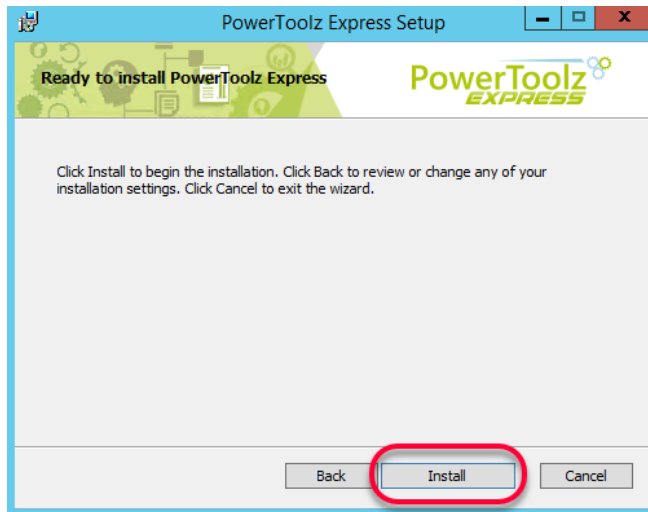 PowerToolz Express Setup
Ready to install PowerToolz Express
PowerToolz
EXPRESS
Click Install to begin the installation. Click Back to review or change any of your
installation settings. Click Cancel to exit the wizard.
Back Install Cancel